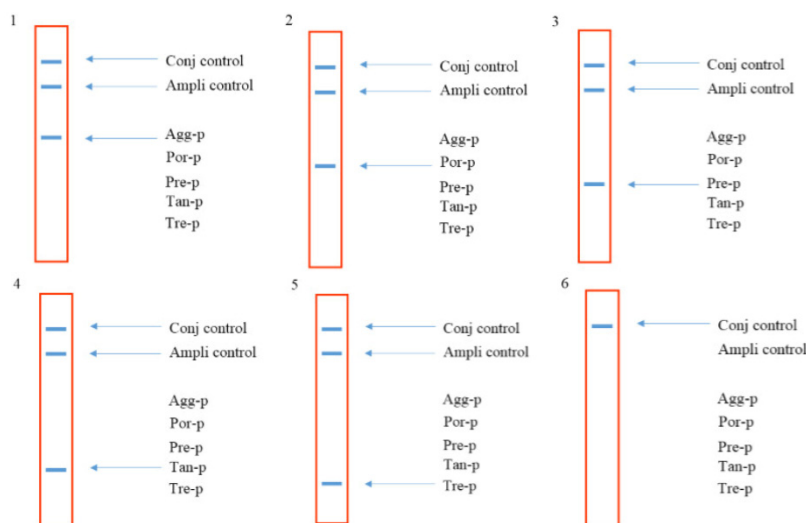 1
Conj control
Ampli control
Agg-p
Por-p
Pre-p
Tan-p
Tre-p
2
Conj control
Ampli control
Agg-p
Por-p
Pre-p
Tan-p
Tre-p
3
Conj control
Ampli control
Agg-p
Por-p
Pre-p
Tan-p
Tre-p
4
Conj control
Ampli control
Agg-p
Por-p
Pre-p
Tan-p
Tre-p
5
Conj control
Ampli control
Agg-p
Por-p
Pre-p
Tan-p
Tre-p
6
Conj control
Ampli control
Agg-p
Por-p
Pre-p
Tan-p
Tre-p